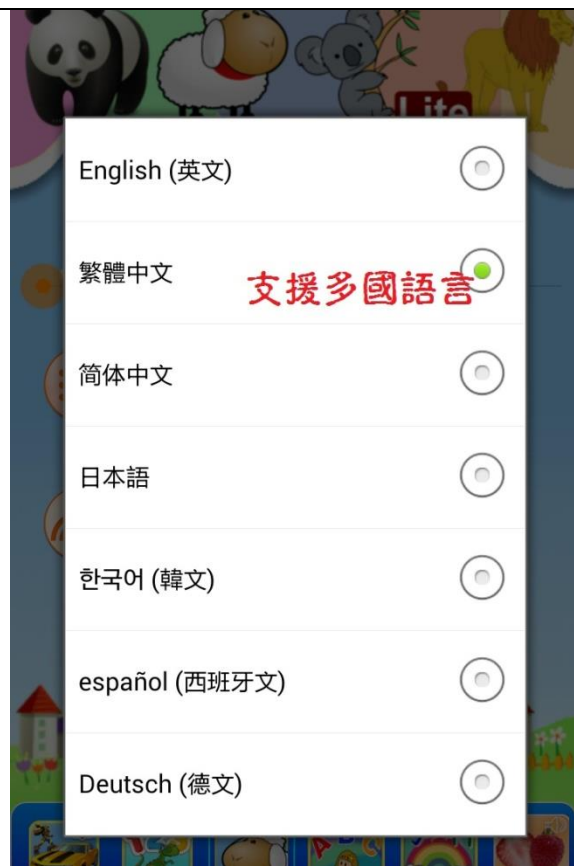 Lite
English (英文)
繁體中文
支援多國語言
简体中文
日本語
한국어 (韓文)
español (西班牙文)
Deutsch (德文)
A B C